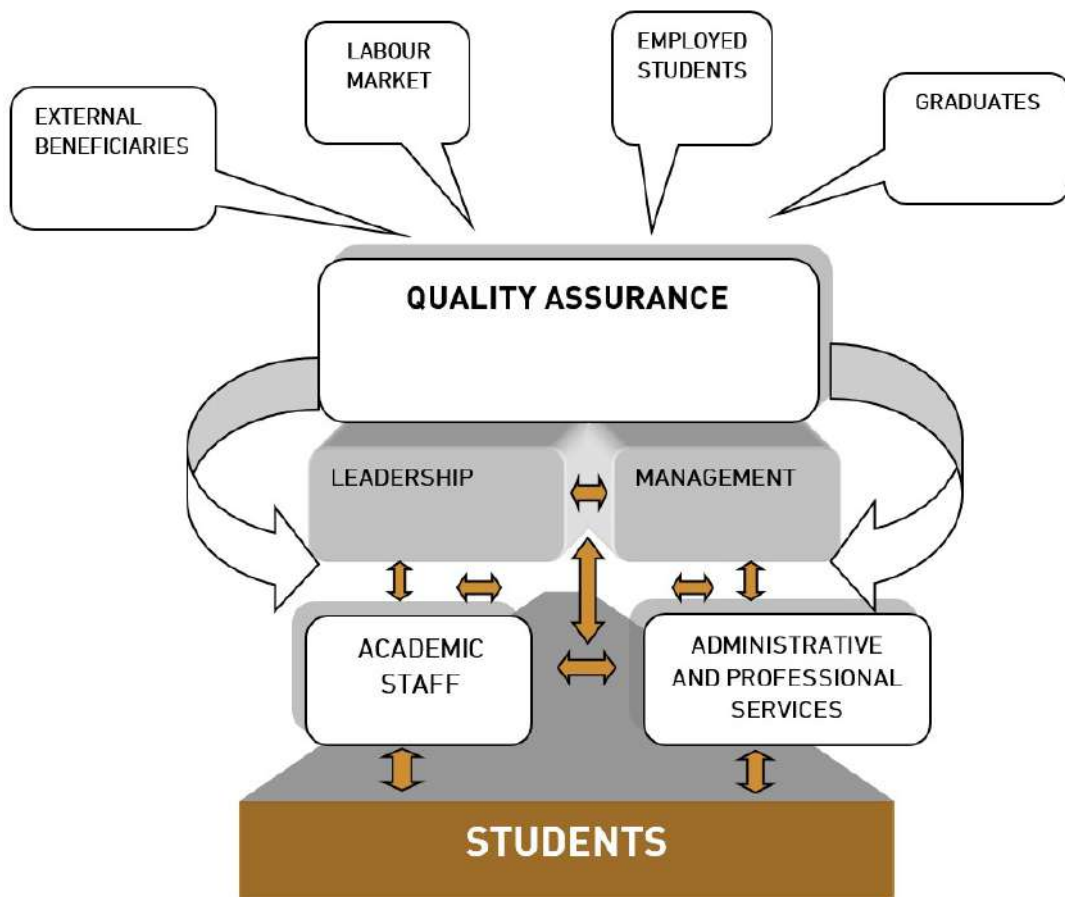 LABOUR
MARKET
EMPLOYED
STUDENTS
EXTERNAL
BENEFICIARIES
GRADUATES
QUALITY ASSURANCE
LEADERSHIP
MANAGEMENT
ACADEMIC
STAFF
ADMINISTRATIVE
AND PROFESSIONAL
SERVICES
STUDENTS